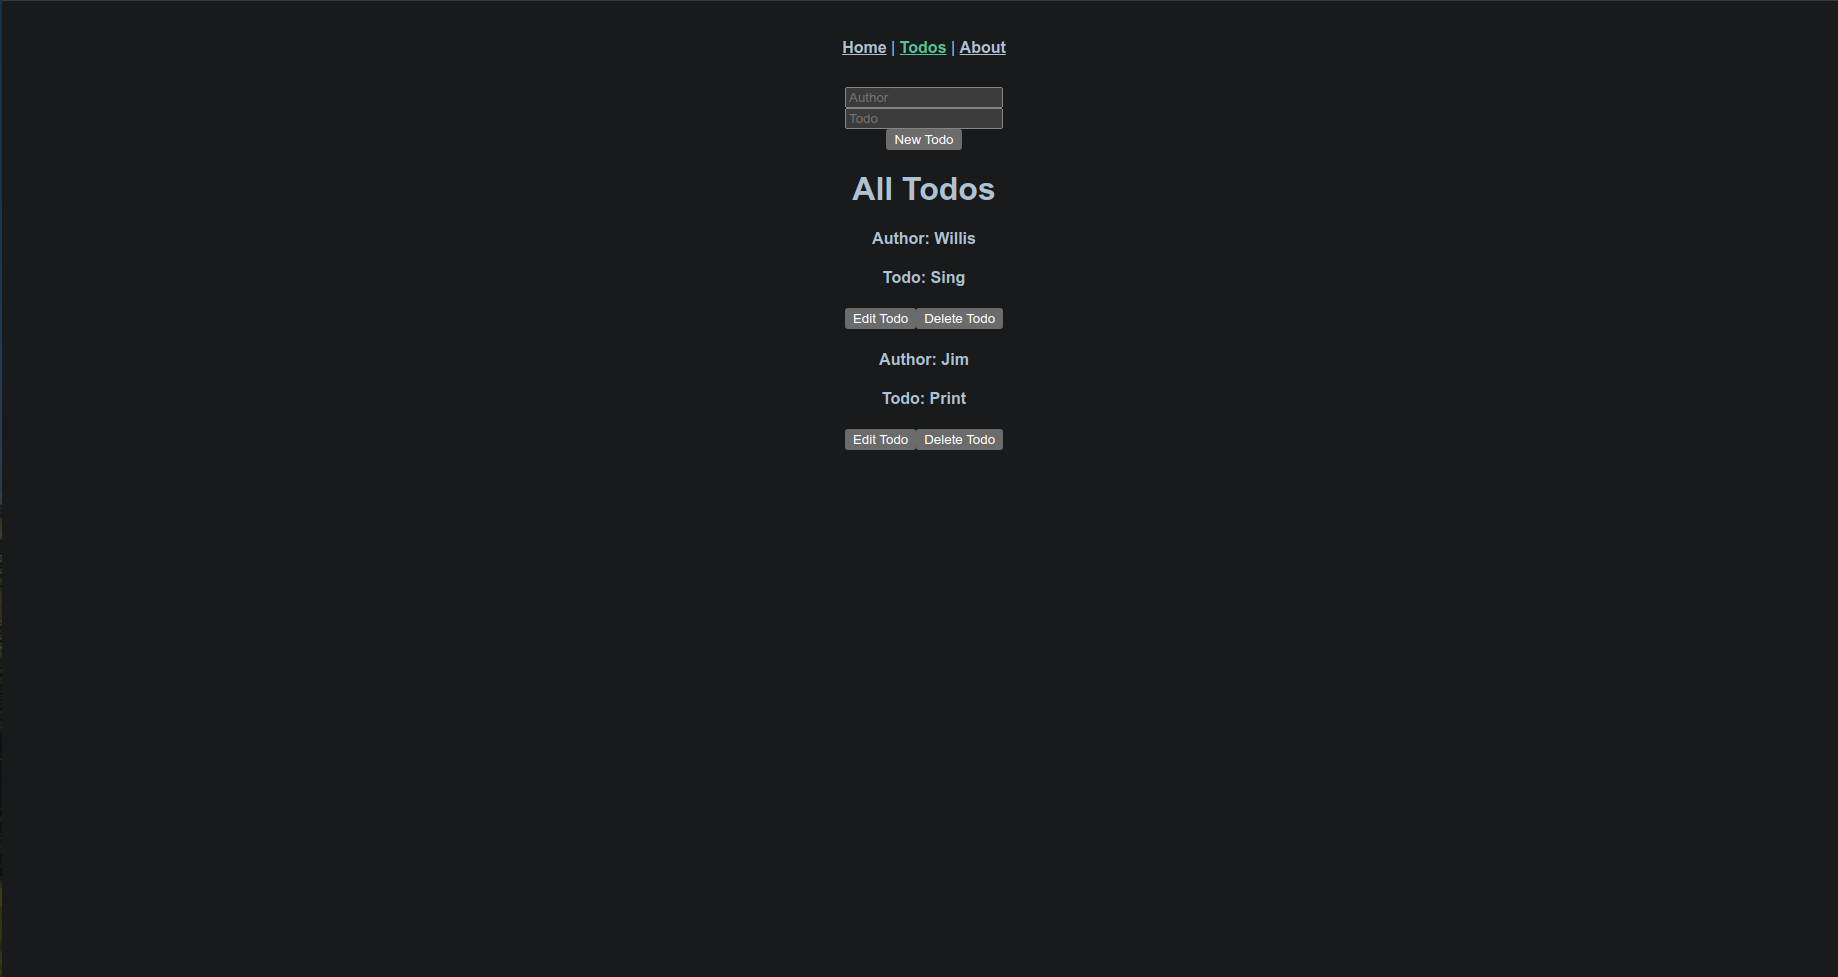 Home | Todos | About
Author
Todo
New Todo
All Todos
Author: Willis
Todo: Sing
Edit Todo Delete Todo
Author: Jim
Todo: Print
Edit Todo Delete Todo